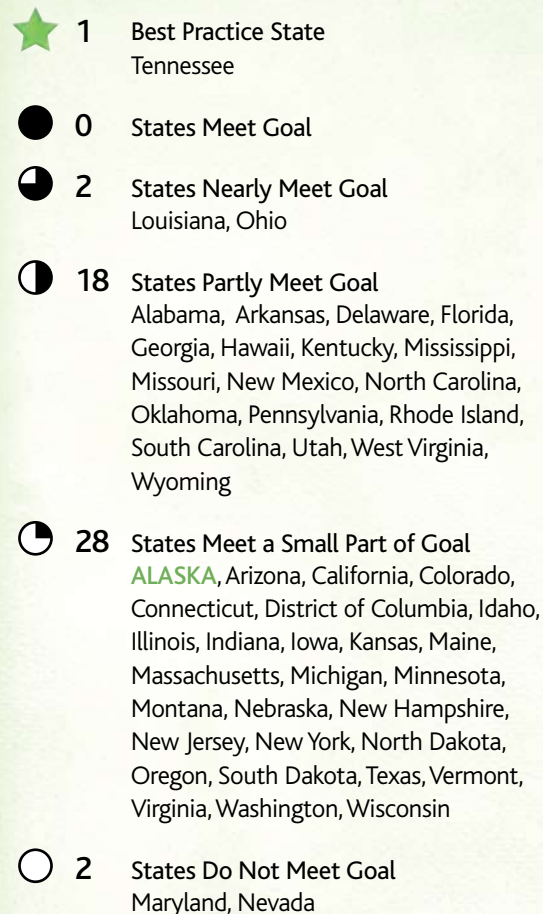 1 Best Practice State
Tennessee
0 States Meet Goal
2 States Nearly Meet Goal
Louisiana, Ohio
18 States Partly Meet Goal
Alabama, Arkansas, Delaware, Florida,
Georgia, Hawaii, Kentucky, Mississippi,
Missouri, New Mexico, North Carolina,
Oklahoma, Pennsylvania, Rhode Island,
South Carolina, Utah, West Virginia,
Wyoming
28 States Meet a Small Part of Goal
ALASKA, Arizona, California, Colorado,
Connecticut, District of Columbia, Idaho,
Illinois, Indiana, Iowa, Kansas, Maine,
Massachusetts, Michigan, Minnesota,
Montana, Nebraska, New Hampshire,
New Jersey, New York, North Dakota,
Oregon, South Dakota, Texas, Vermont,
Virginia, Washington, Wisconsin
2 States Do Not Meet Goal
Maryland, Nevada